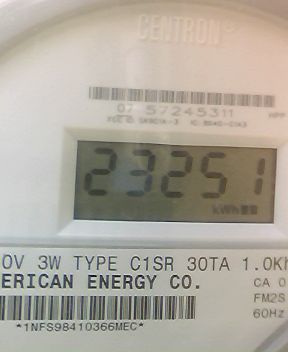 CENTRON®
07 57245311
23251
kWh
0V 3W TYPE C1SR 30TA 1.0Kh
ERICAN ENERGY CO.
CA 0
FM2S
60Hz
*1NFS98410366MEC*